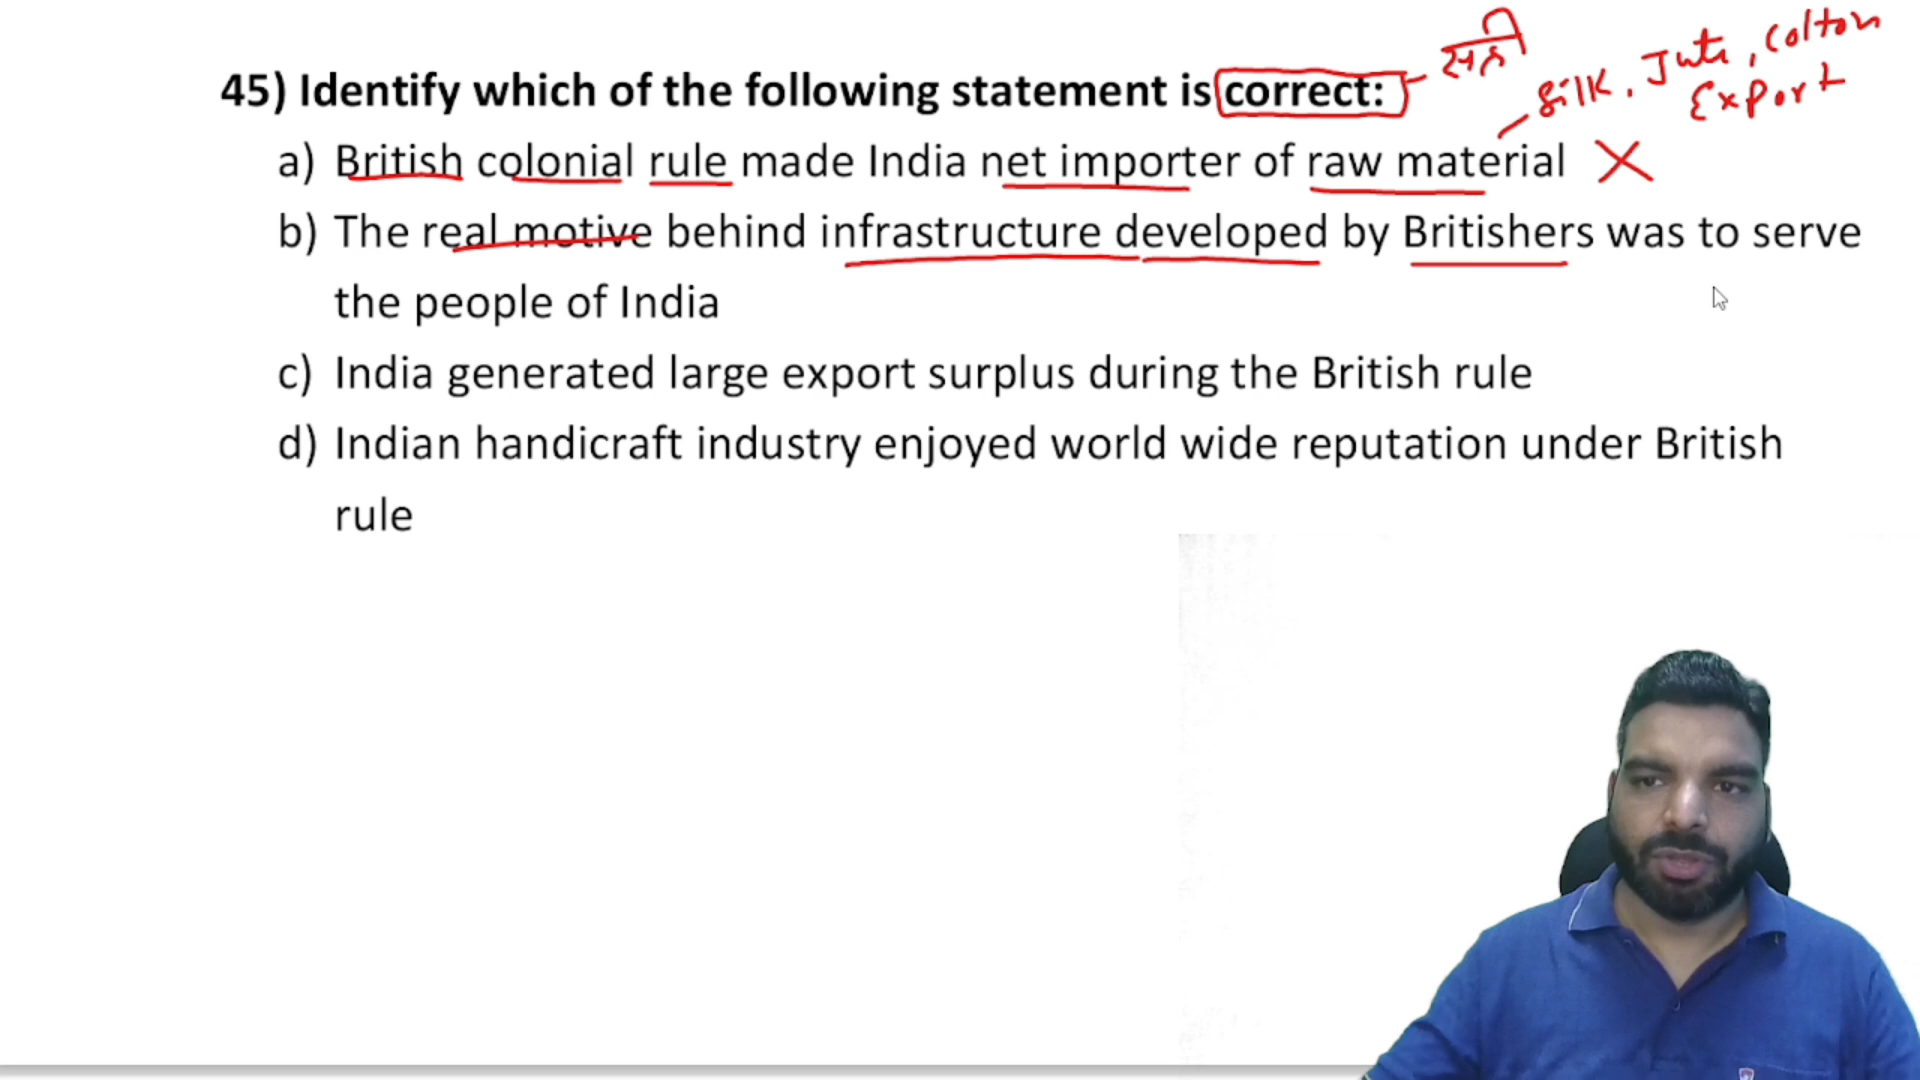 सही
Silk, Jute, Cotton
Export
45) Identify which of the following statement is correct:
a) British colonial rule made India net importer of raw material
b) The real motive behind infrastructure developed by Britishers was to serve
the people of India
c) India generated large export surplus during the British rule
d) Indian handicraft industry enjoyed world wide reputation under British
rule